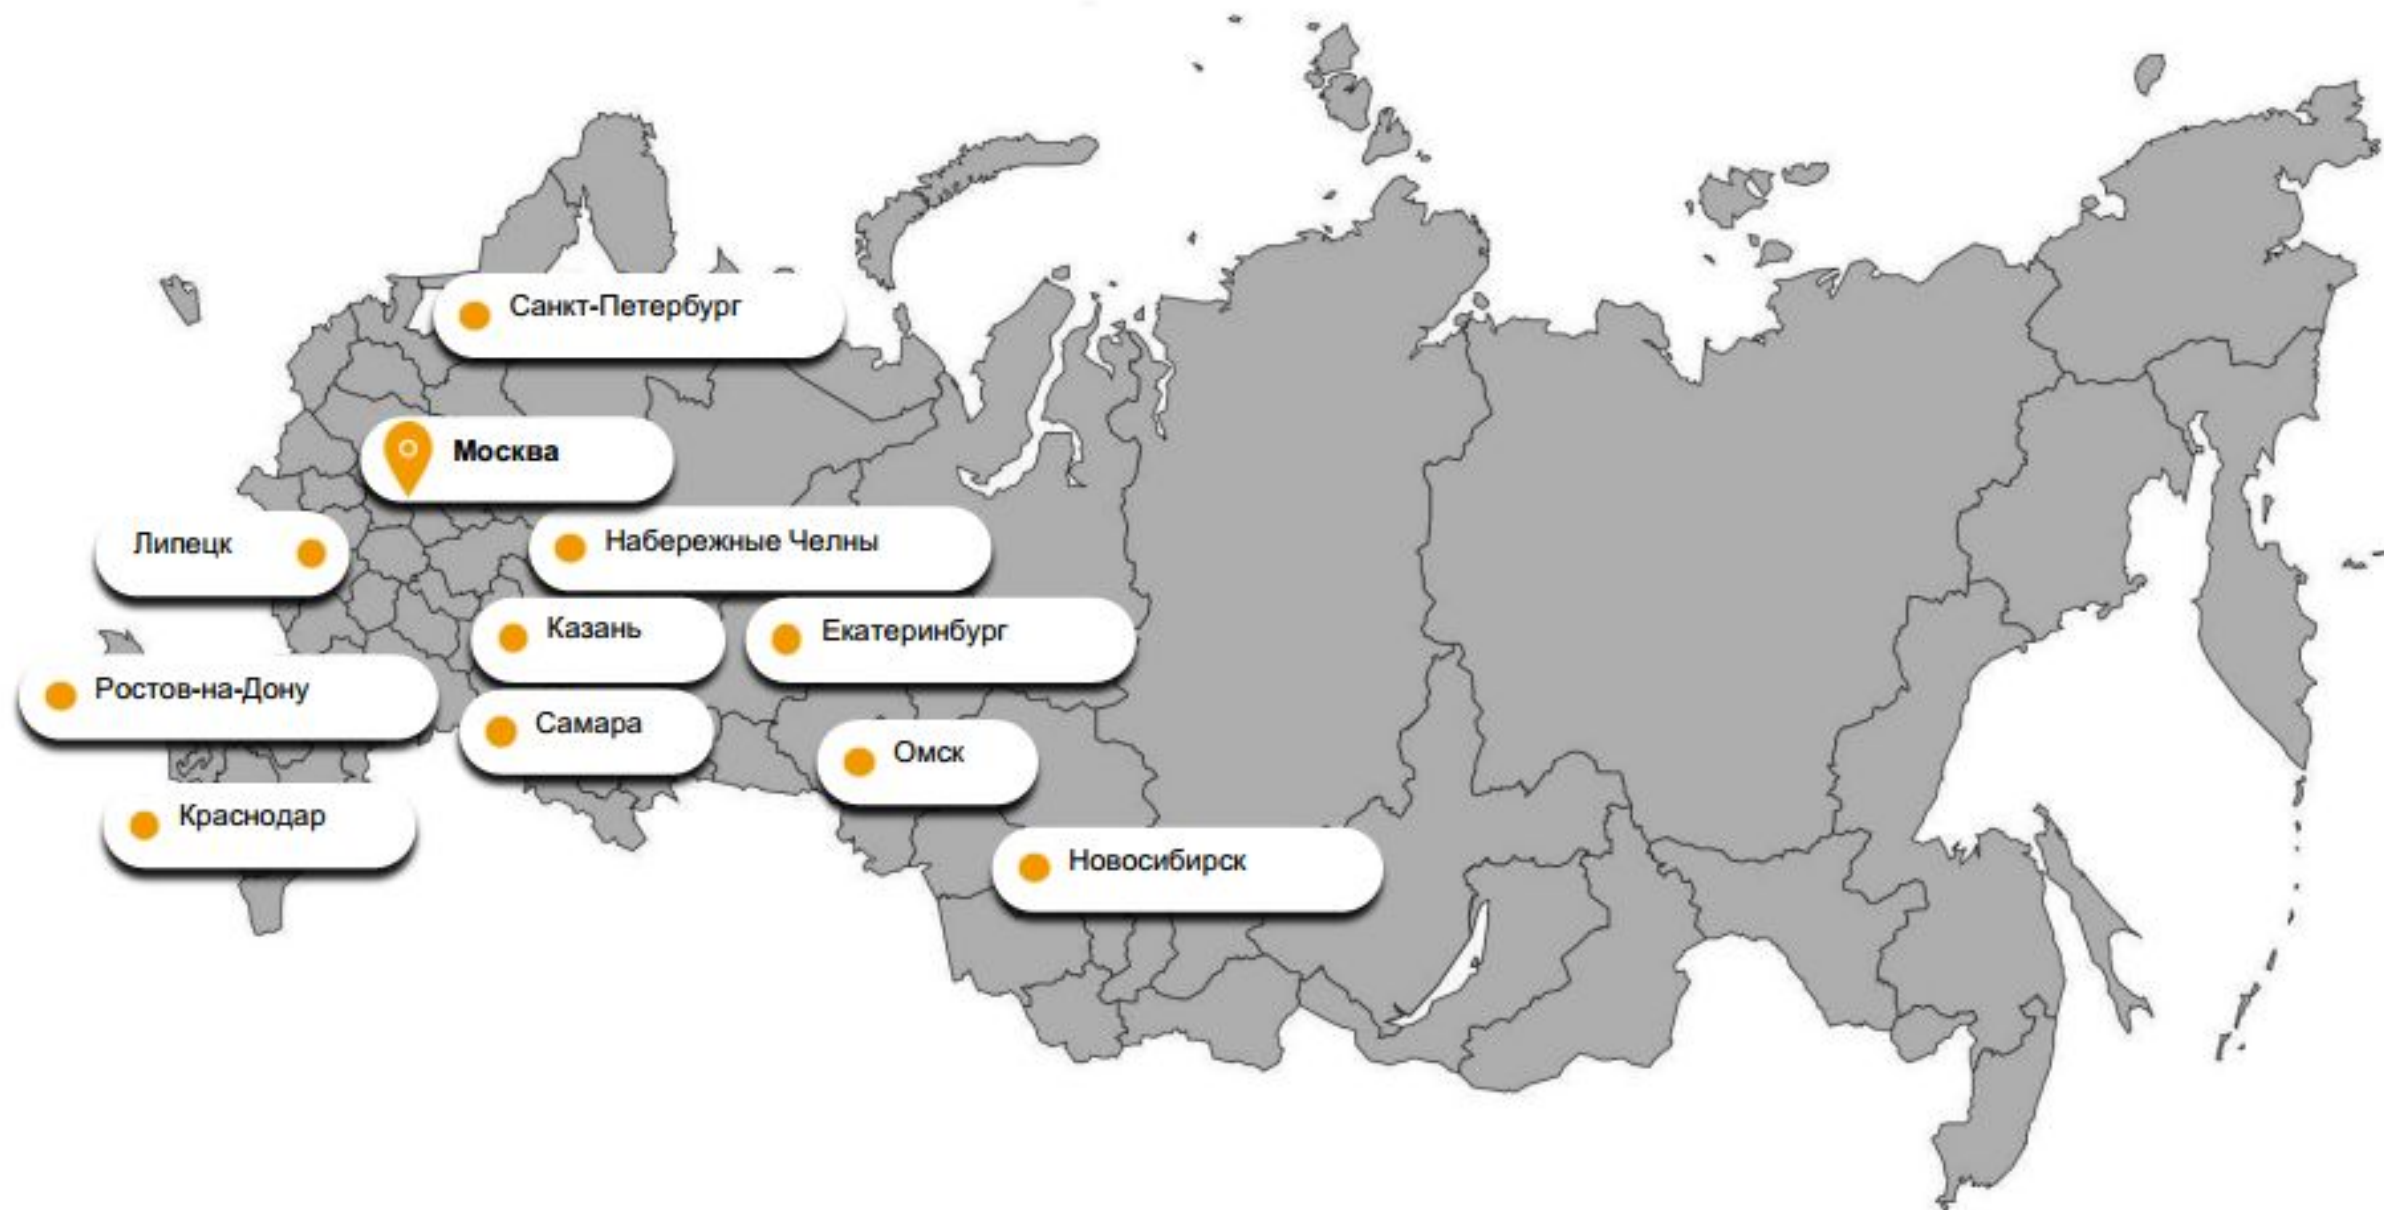 Санкт-Петербург
Москва
Липецк
Набережные Челны
Казань
Екатеринбург
Ростов-на-Дону
Самара
Омск
Краснодар
Новосибирск